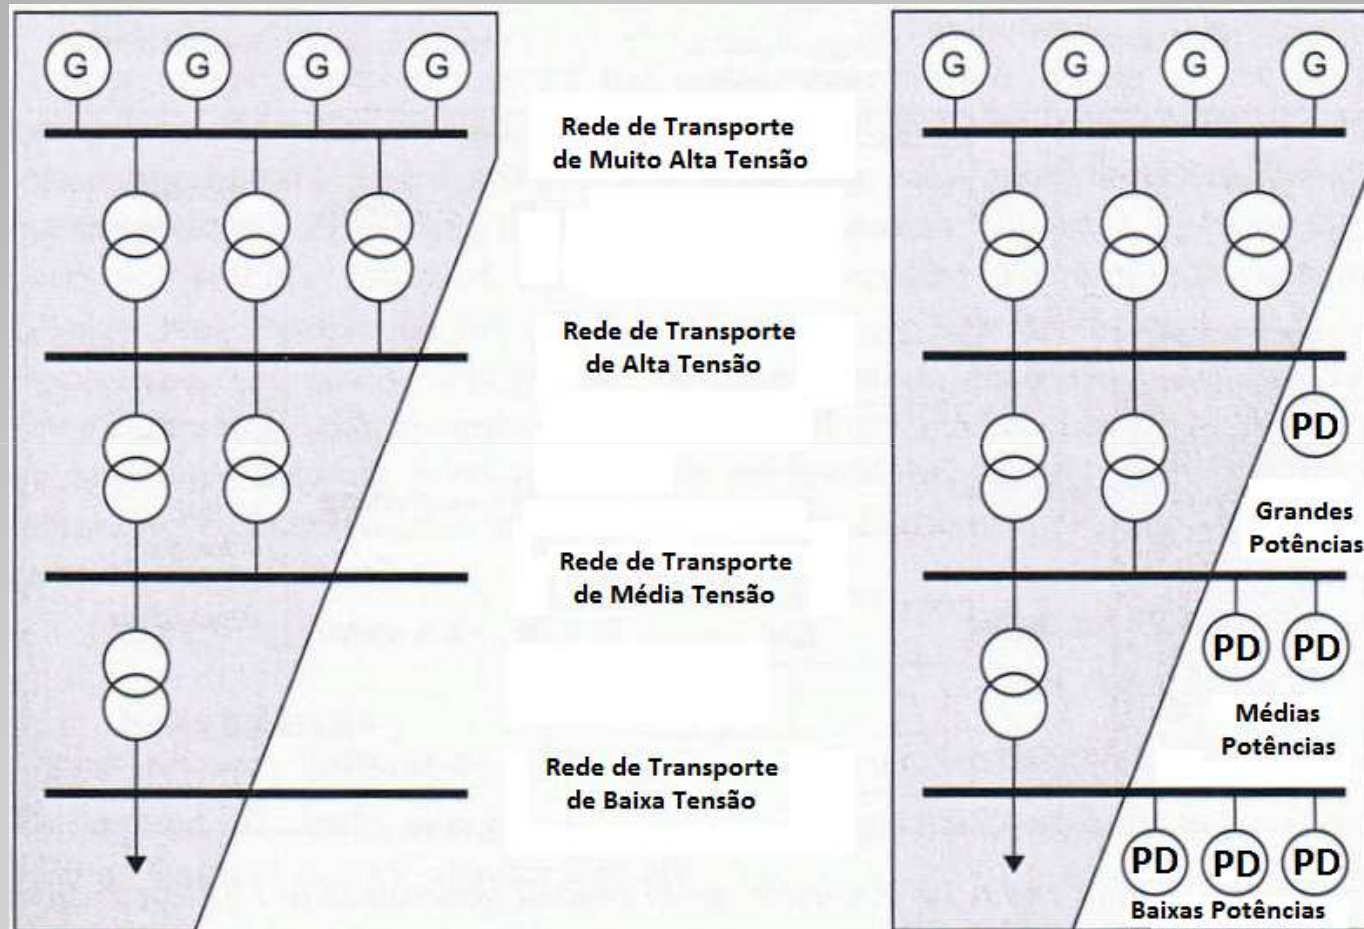 G G G G
G G G G
Rede de Transporte
de Muito Alta Tensão
Rede de Transporte
de Alta Tensão
PD
Grandes
Potências
Rede de Transporte
de Média Tensão
PD PD
Médias
Potências
Rede de Transporte
de Baixa Tensão
PD PD PD
Baixas Potências